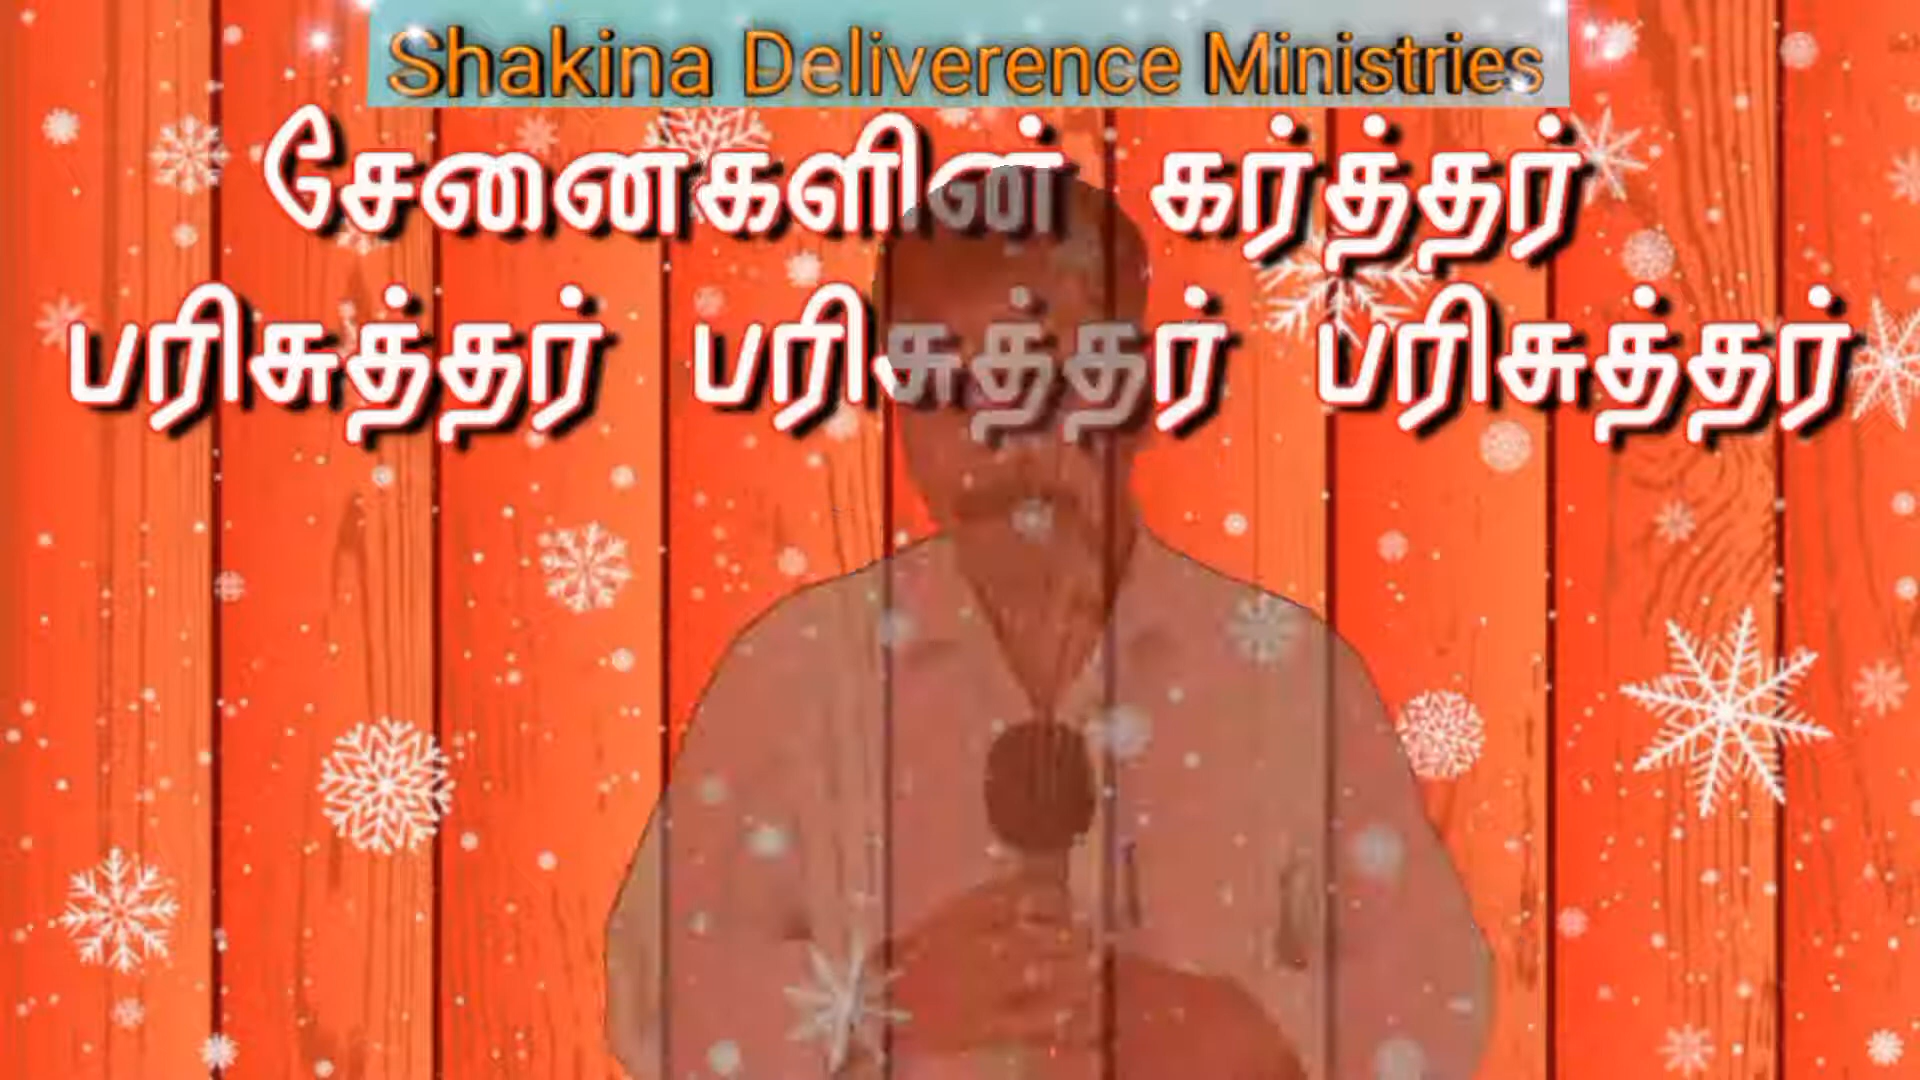 Shakina Deliverence Ministries
சேனைகளின் கர்த்தர்
பரிசுத்தர் பரிசுத்தர் பரிசுத்தர்